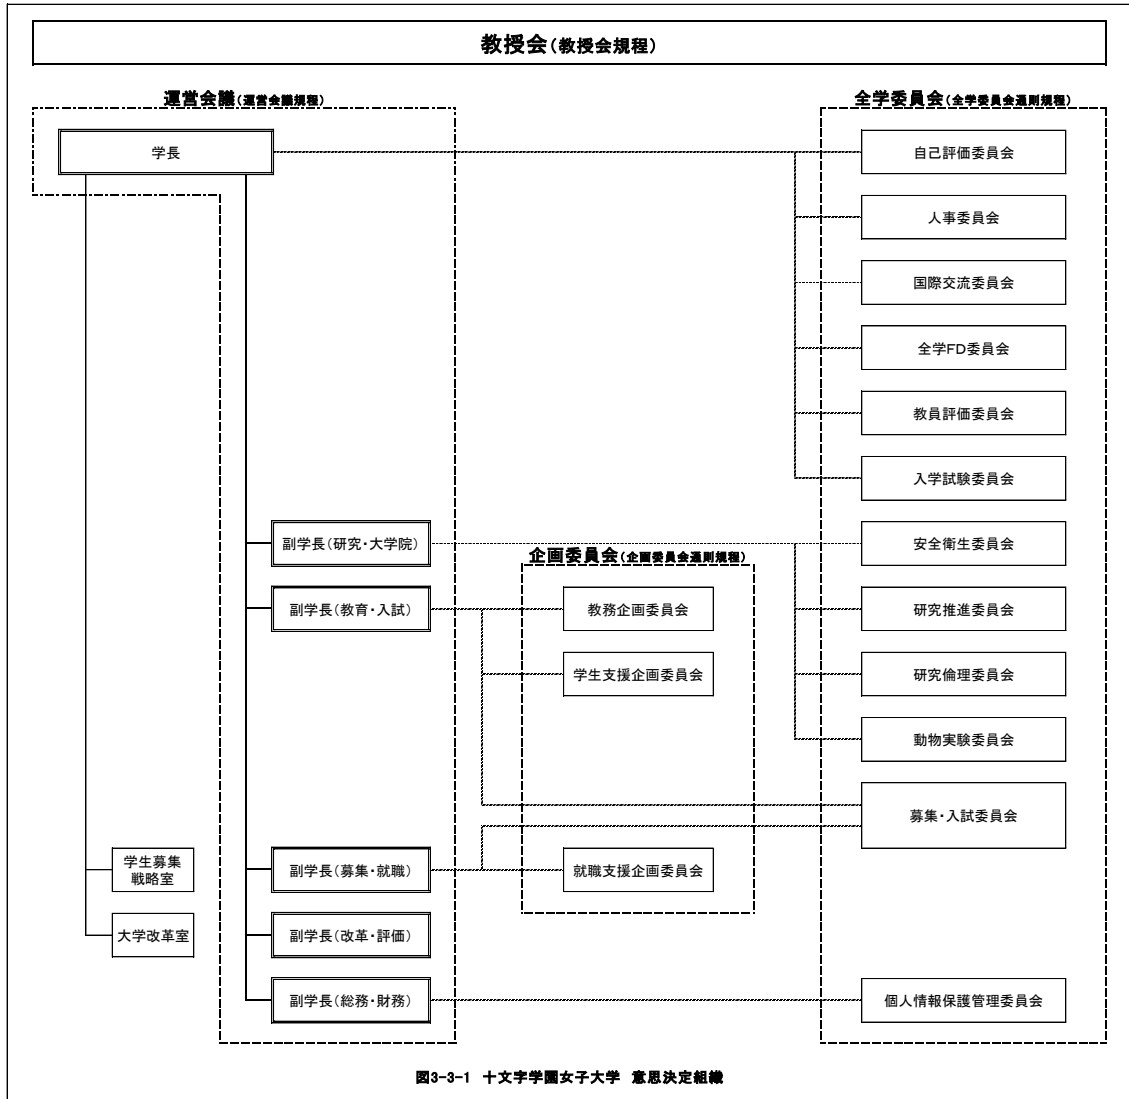 教授会(教授会規程)
運営会議(運営会議規程)
全学委員会(全学委員会通則規程)
学長
自己評価委員会
人事委員会
国際交流委員会
全学FD委員会
教員評価委員会
入学試験委員会
副学長(研究・大学院)
安全衛生委員会
企画委員会(企画委員会通則規程)
副学長(教育・入試)
教務企画委員会
研究推進委員会
学生支援企画委員会
研究倫理委員会
動物実験委員会
募集・入試委員会
学生募集
戦略室
副学長(募集・就職)
就職支援企画委員会
大学改革室
副学長(改革・評価)
副学長(総務・財務)
個人情報保護管理委員会
図3-3-1 十文字学園女子大学 意思決定組織